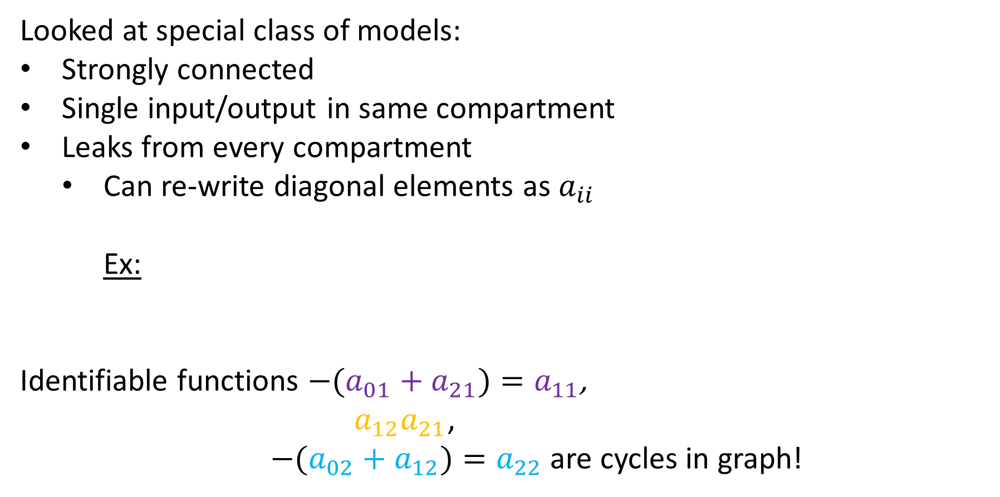 Looked at special class of models:
• Strongly connected
• Single input/output in same compartment
• Leaks from every compartment
• Can re-write diagonal elements as $a_{ii}$
Ex:
Identifiable functions $-(a_{01} + a_{21}) = a_{11}$,
$a_{12}a_{21}$,
$-(a_{02} + a_{12}) = a_{22}$ are cycles in graph!